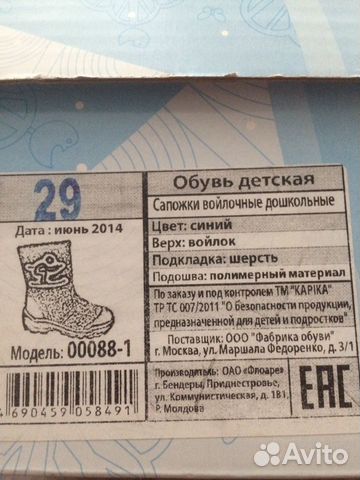 29
Дата : июнь 2014
Модель: 00088-1
4690459 058491
Обувь детская
Сапожки войлочные дошкольные
Цвет: синий
Верх: войлок
Подкладка: шерсть
Подошва: полимерный материал
По заказу и под контролем ТМ "KAPIKA"
ТР ТС 007/2011 "О безопасности продукции,
предназначенной для детей и подростков"
Поставщик: ООО "Фабрика обуви"
г. Москва, ул. Маршала Федоренко, д. 3/1
Производитель: ОАО «Флоаре»
г. Бендеры, Приднестровье,
ул. Коммунистическая, д. 181,
Р. Молдова
EAC
Avito